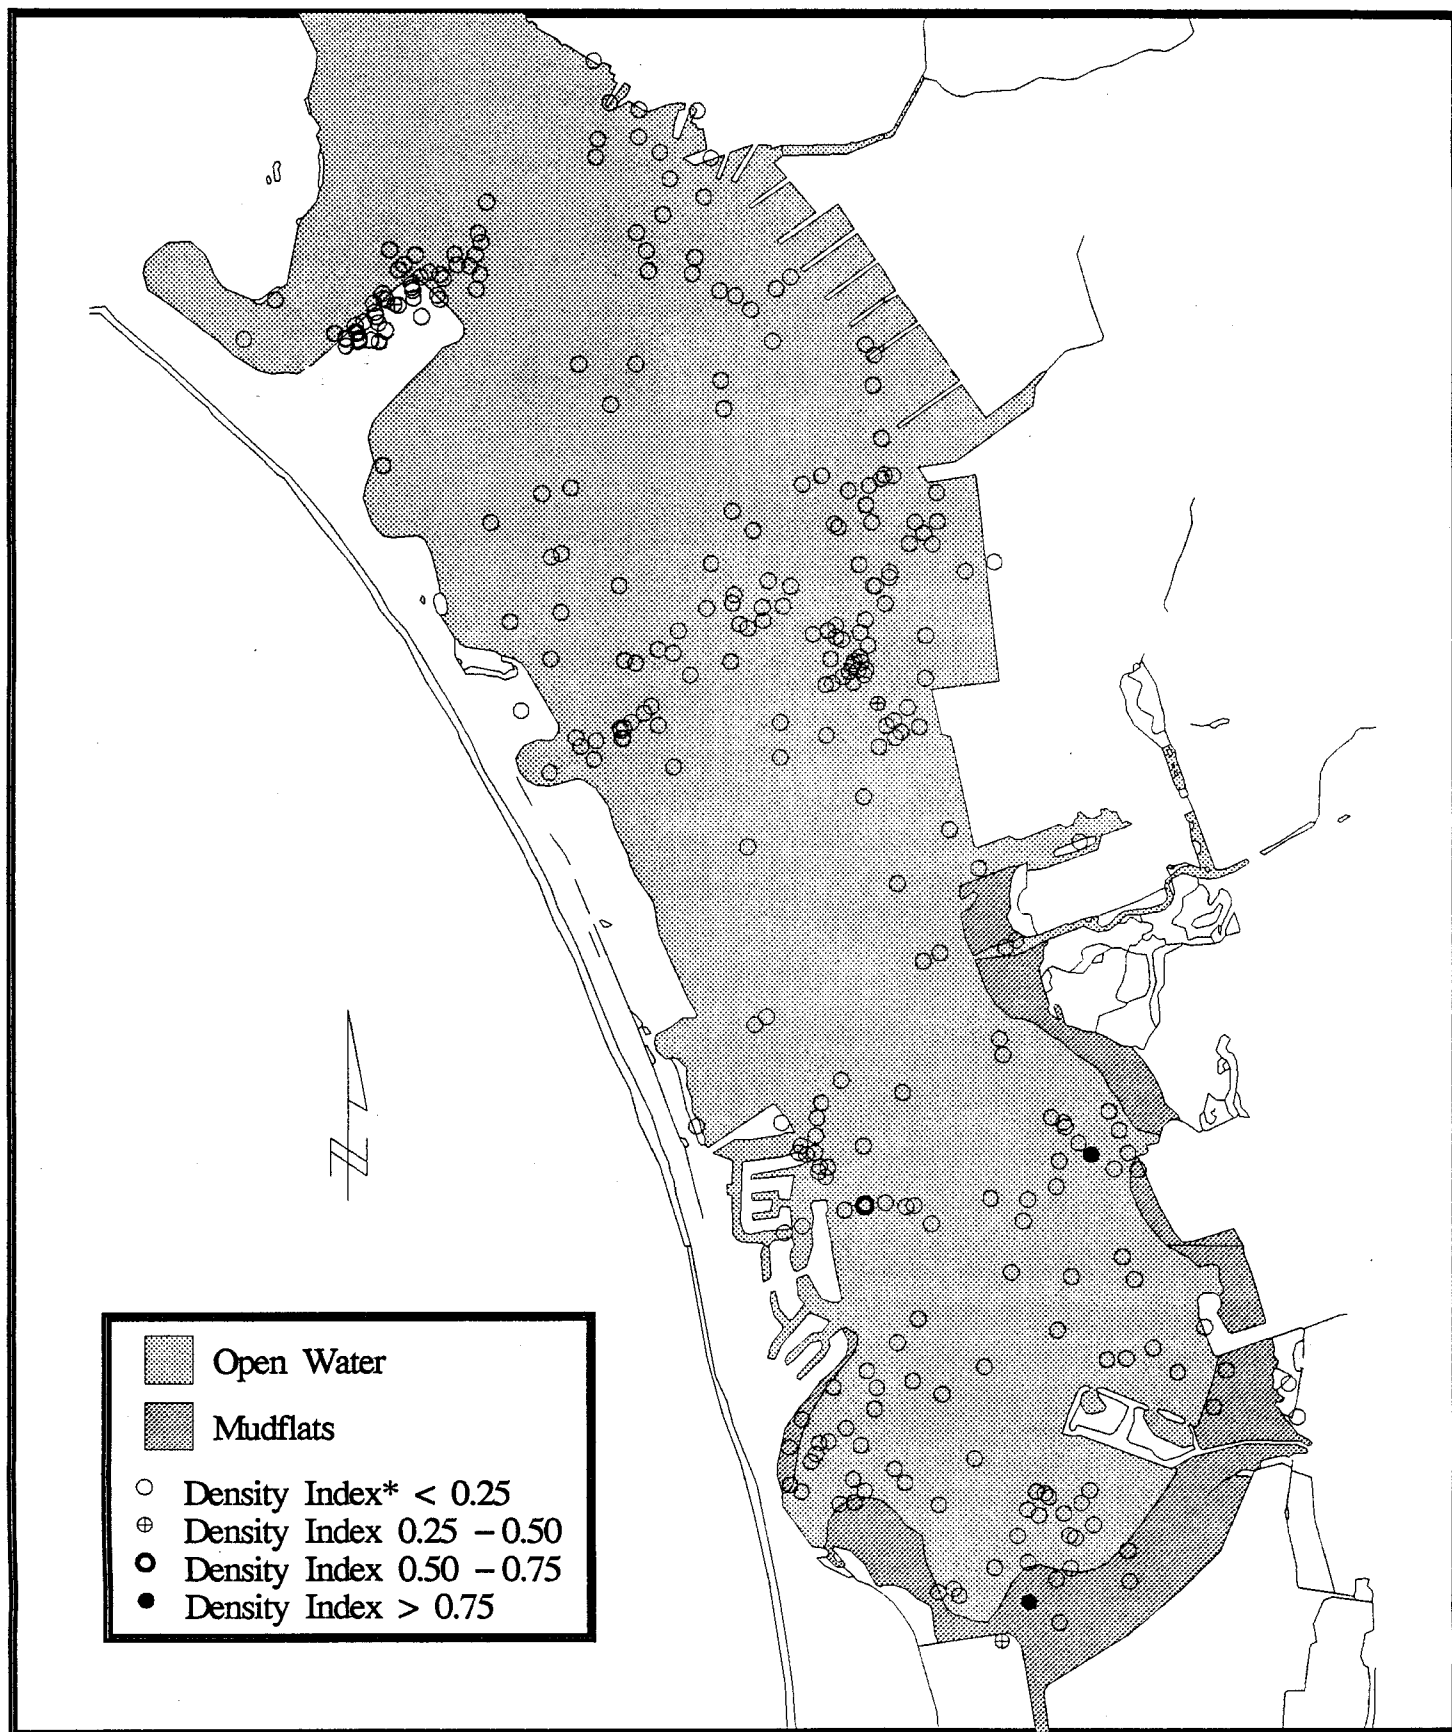 Open Water
Mudflats
Density Index* < 0.25
Density Index 0.25 – 0.50
Density Index 0.50 – 0.75
Density Index > 0.75